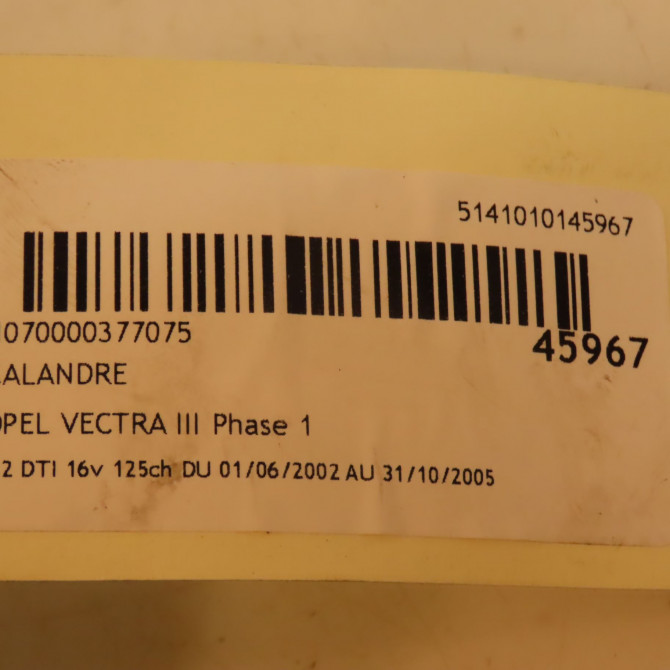 5141010145967
1070000377075
45967
ALANDRE
OPEL VECTRA III Phase 1
2 DTI 16v 125ch DU 01/06/2002 AU 31/10/2005